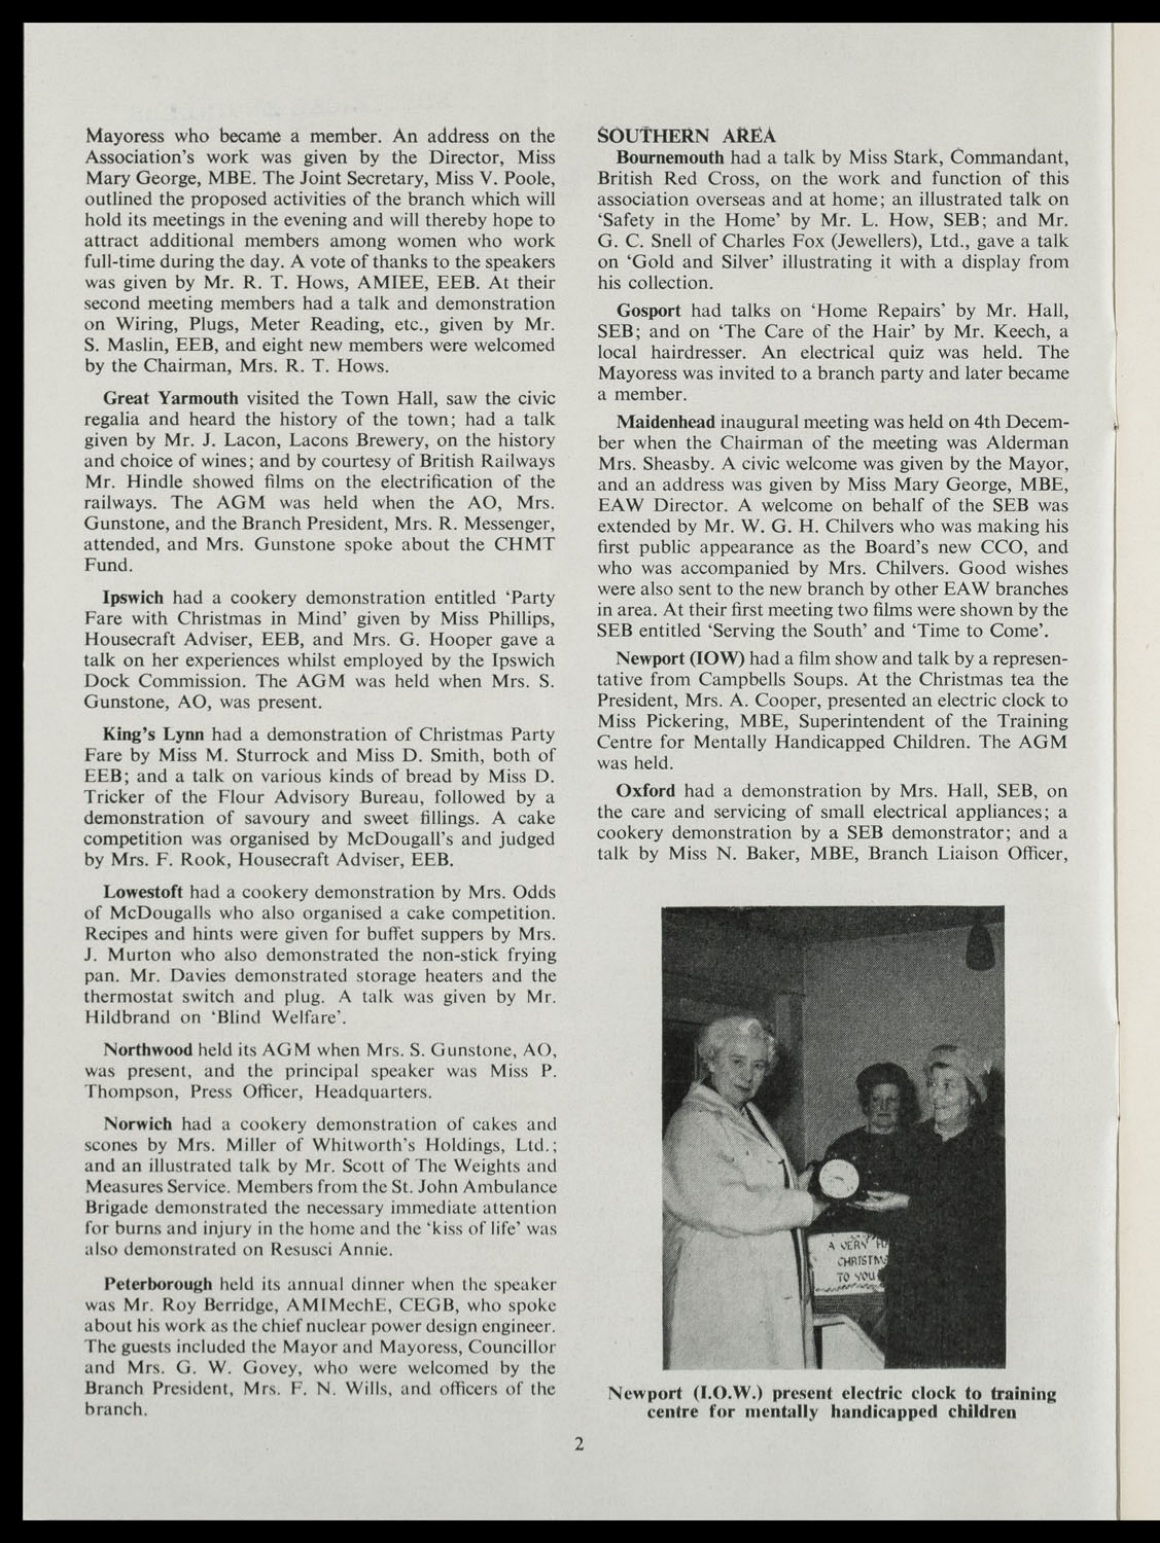 Mayoress who became a member. An address on the
Association's work was given by the Director, Miss
Mary George, MBE. The Joint Secretary, Miss V. Poole,
outlined the proposed activities of the branch which will
hold its meetings in the evening and will thereby hope to
attract additional members among women who work
full-time during the day. A vote of thanks to the speakers
was given by Mr. R. T. Hows, AMIEE, EEB. At their
second meeting members had a talk and demonstration
on Wiring, Plugs, Meter Reading, etc., given by Mr.
S. Maslin, EEB, and eight new members were welcomed
by the Chairman, Mrs. R. T. Hows.
Great Yarmouth visited the Town Hall, saw the civic
regalia and heard the history of the town; had a talk
given by Mr. J. Lacon, Lacons Brewery, on the history
and choice of wines; and by courtesy of British Railways
Mr. Hindle showed films on the electrification of the
railways. The AGM was held when the AO, Mrs.
Gunstone, and the Branch President, Mrs. R. Messenger,
attended, and Mrs. Gunstone spoke about the CHMT
Fund.
Ipswich had a cookery demonstration entitled ‘Party
Fare with Christmas in Mind’ given by Miss Phillips,
Housecraft Adviser, EEB, and Mrs. G. Hooper gave a
talk on her experiences whilst employed by the Ipswich
Dock Commission. The AGM was held when Mrs. S.
Gunstone, AO, was present.
King's Lynn had a demonstration of Christmas Party
Fare by Miss M. Sturrock and Miss D. Smith, both of
EEB; and a talk on various kinds of bread by Miss D.
Tricker of the Flour Advisory Bureau, followed by a
demonstration of savoury and sweet fillings. A cake
competition was organised by McDougall's and judged
by Mrs. F. Rook, Housecraft Adviser, EEB.
Lowestoft had a cookery demonstration by Mrs. Odds
of McDougalls who also organised a cake competition.
Recipes and hints were given for buffet suppers by Mrs.
J. Murton who also demonstrated the non-stick frying
pan. Mr. Davies demonstrated storage heaters and the
thermostat switch and plug. A talk was given by Mr.
Hildbrand on ‘Blind Welfare’.
Northwood held its AGM when Mrs. S. Gunstone, AO,
was present, and the principal speaker was Miss P.
Thompson, Press Officer, Headquarters.
Norwich had a cookery demonstration of cakes and
scones by Mrs. Miller of Whitworth's Holdings, Ltd.;
and an illustrated talk by Mr. Scott of The Weights and
Measures Service. Members from the St. John Ambulance
Brigade demonstrated the necessary immediate attention
for burns and injury in the home and the ‘kiss of life’ was
also demonstrated on Resusci Annie.
Peterborough held its annual dinner when the speaker
was Mr. Roy Berridge, AMIMechE, CEGB, who spoke
about his work as the chief nuclear power design engineer.
The guests included the Mayor and Mayoress, Councillor
and Mrs. G. W. Govey, who were welcomed by the
Branch President, Mrs. F. N. Wills, and officers of the
branch.
SOUTHERN AREA
Bournemouth had a talk by Miss Stark, Commandant,
British Red Cross, on the work and function of this
association overseas and at home; an illustrated talk on
‘Safety in the Home’ by Mr. L. How, SEB; and Mr.
G. C. Snell of Charles Fox (Jewellers), Ltd., gave a talk
on ‘Gold and Silver’ illustrating it with a display from
his collection.
Gosport had talks on ‘Home Repairs’ by Mr. Hall,
SEB; and on ‘The Care of the Hair’ by Mr. Keech, a
local hairdresser. An electrical quiz was held. The
Mayoress was invited to a branch party and later became
a member.
Maidenhead inaugural meeting was held on 4th Decem-
ber when the Chairman of the meeting was Alderman
Mrs. Sheasby. A civic welcome was given by the Mayor,
and an address was given by Miss Mary George, MBE,
EAW Director. A welcome on behalf of the SEB was
extended by Mr. W. G. H. Chilvers who was making his
first public appearance as the Board's new CCO, and
who was accompanied by Mrs. Chilvers. Good wishes
were also sent to the new branch by other EAW branches
in area. At their first meeting two films were shown by the
SEB entitled ‘Serving the South’ and ‘Time to Come’.
Newport (IOW) had a film show and talk by a represen-
tative from Campbells Soups. At the Christmas tea the
President, Mrs. A. Cooper, presented an electric clock to
Miss Pickering, MBE, Superintendent of the Training
Centre for Mentally Handicapped Children. The AGM
was held.
Oxford had a demonstration by Mrs. Hall, SEB, on
the care and servicing of small electrical appliances; a
cookery demonstration by a SEB demonstrator; and a
talk by Miss N. Baker, MBE, Branch Liaison Officer,
A VERY
CHRISTM
TO YOU
Newport (I.O.W.) present electric clock to training
centre for mentally handicapped children
2